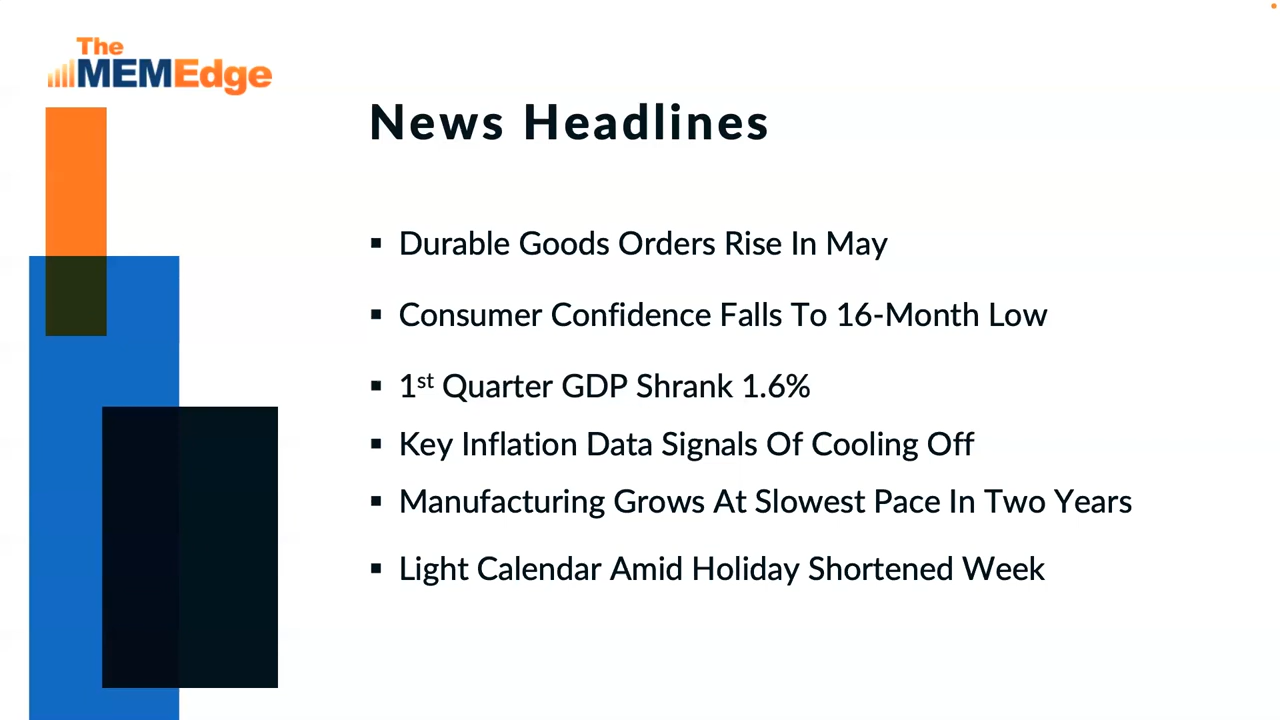 The
MEMEdge
News Headlines
▪ Durable Goods Orders Rise In May
▪ Consumer Confidence Falls To 16-Month Low
▪ 1st Quarter GDP Shrank 1.6%
▪ Key Inflation Data Signals Of Cooling Off
▪ Manufacturing Grows At Slowest Pace In Two Years
▪ Light Calendar Amid Holiday Shortened Week